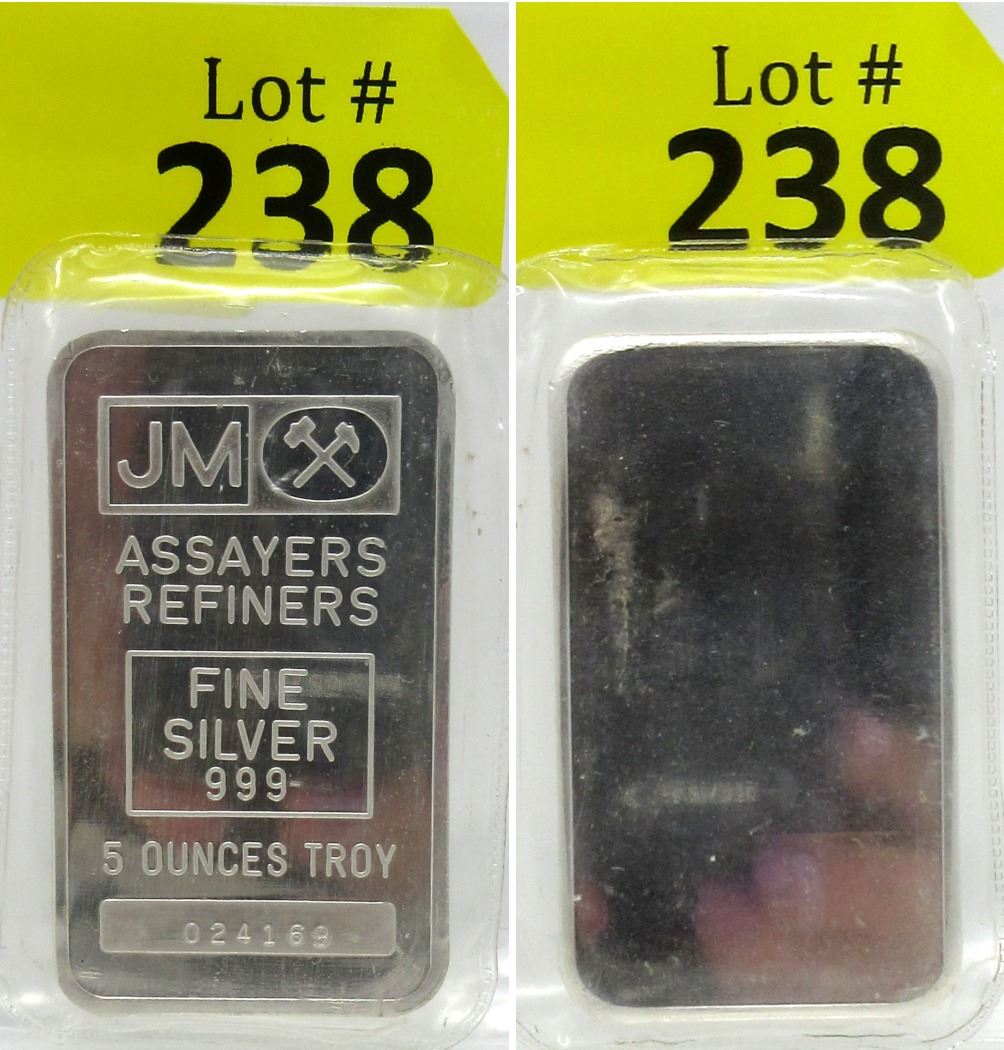 Lot #
238
JM
ASSAYERS
REFINERS
FINE
SILVER
999-
5 OUNCES TROY
024169
Lot #
238